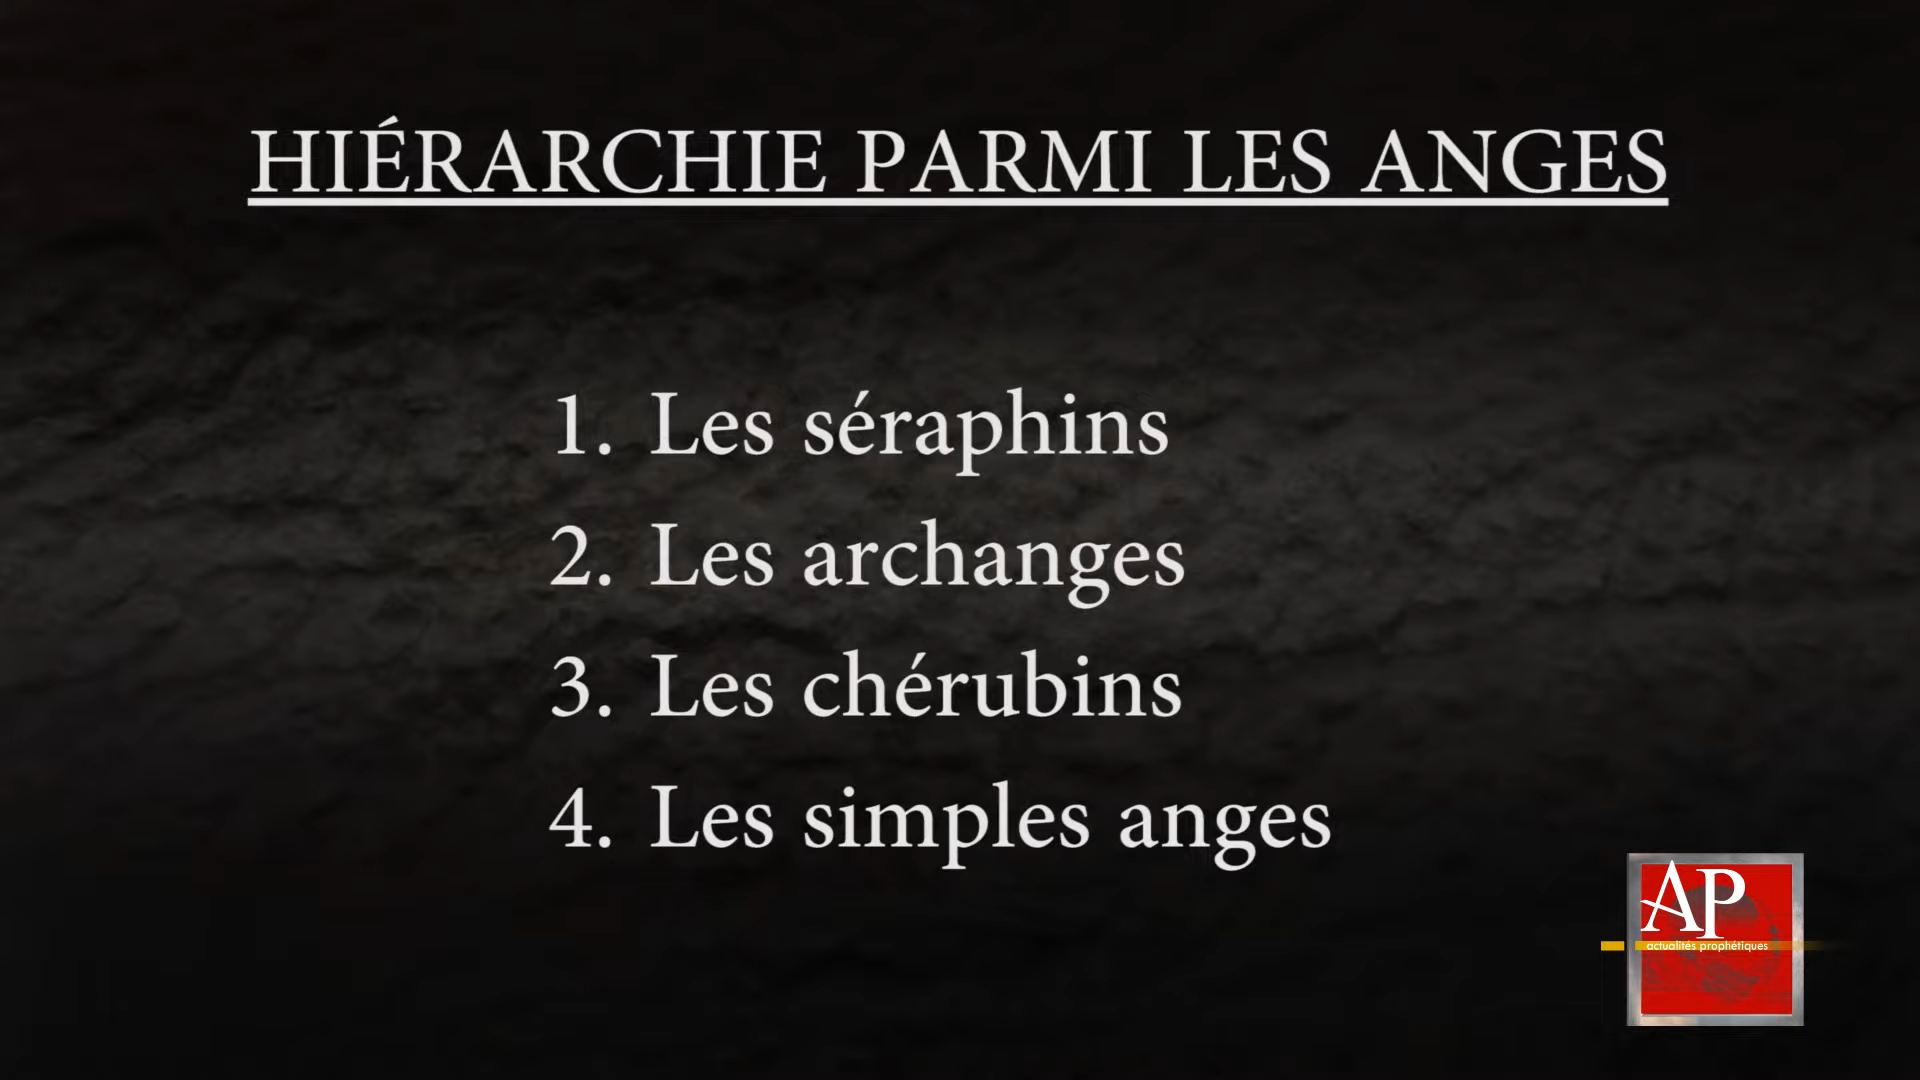 HIÉRARCHIE PARMI LES ANGES
1. Les séraphins
2. Les archanges
3. Les chérubins
4. Les simples anges
AP
actualités prophétiques